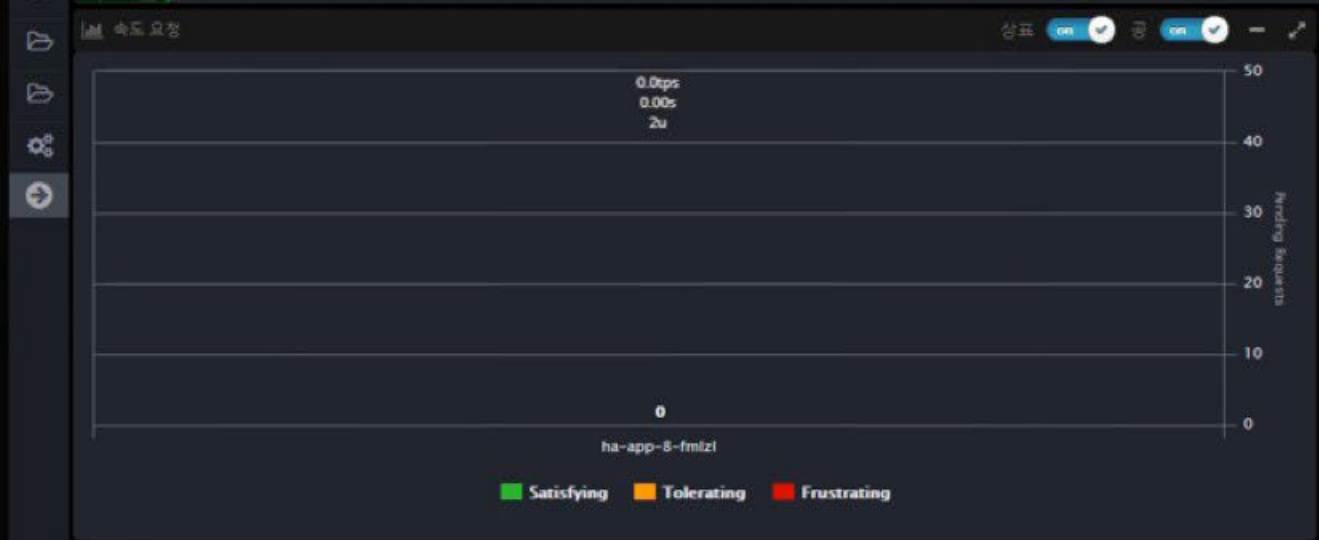 속도 요청 상표 on 공 on
0.0tps
0.00s
2u
50
40
30
20
10
0
Pending Requests
0
ha-app-8-fmlzl
Satisfying Tolerating Frustrating